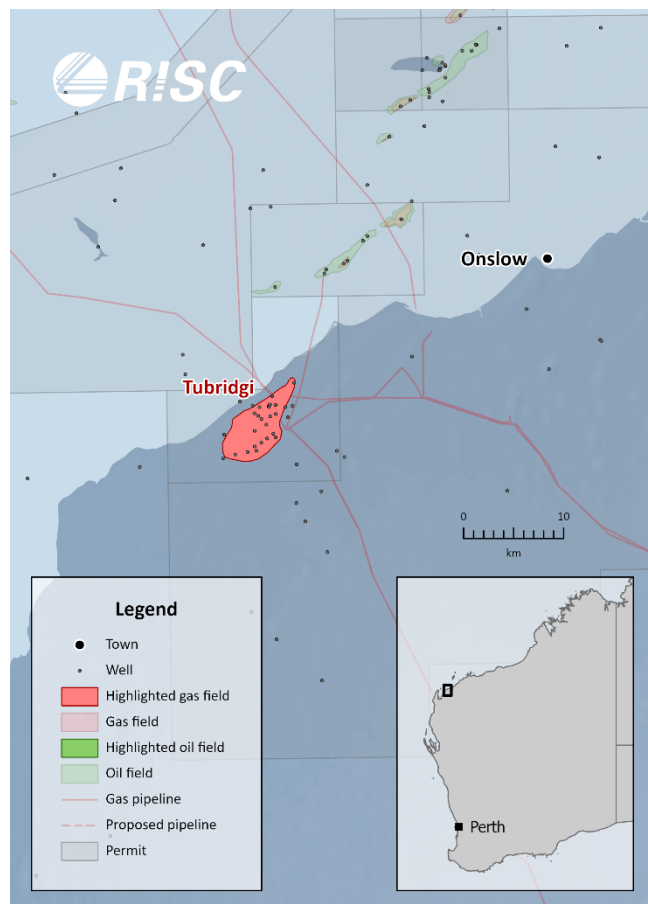 RISC
Onslow
Tubridgi
0 10
km
Legend
Town
Well
Highlighted gas field
Gas field
Highlighted oil field
Oil field
Gas pipeline
Proposed pipeline
Permit
Perth